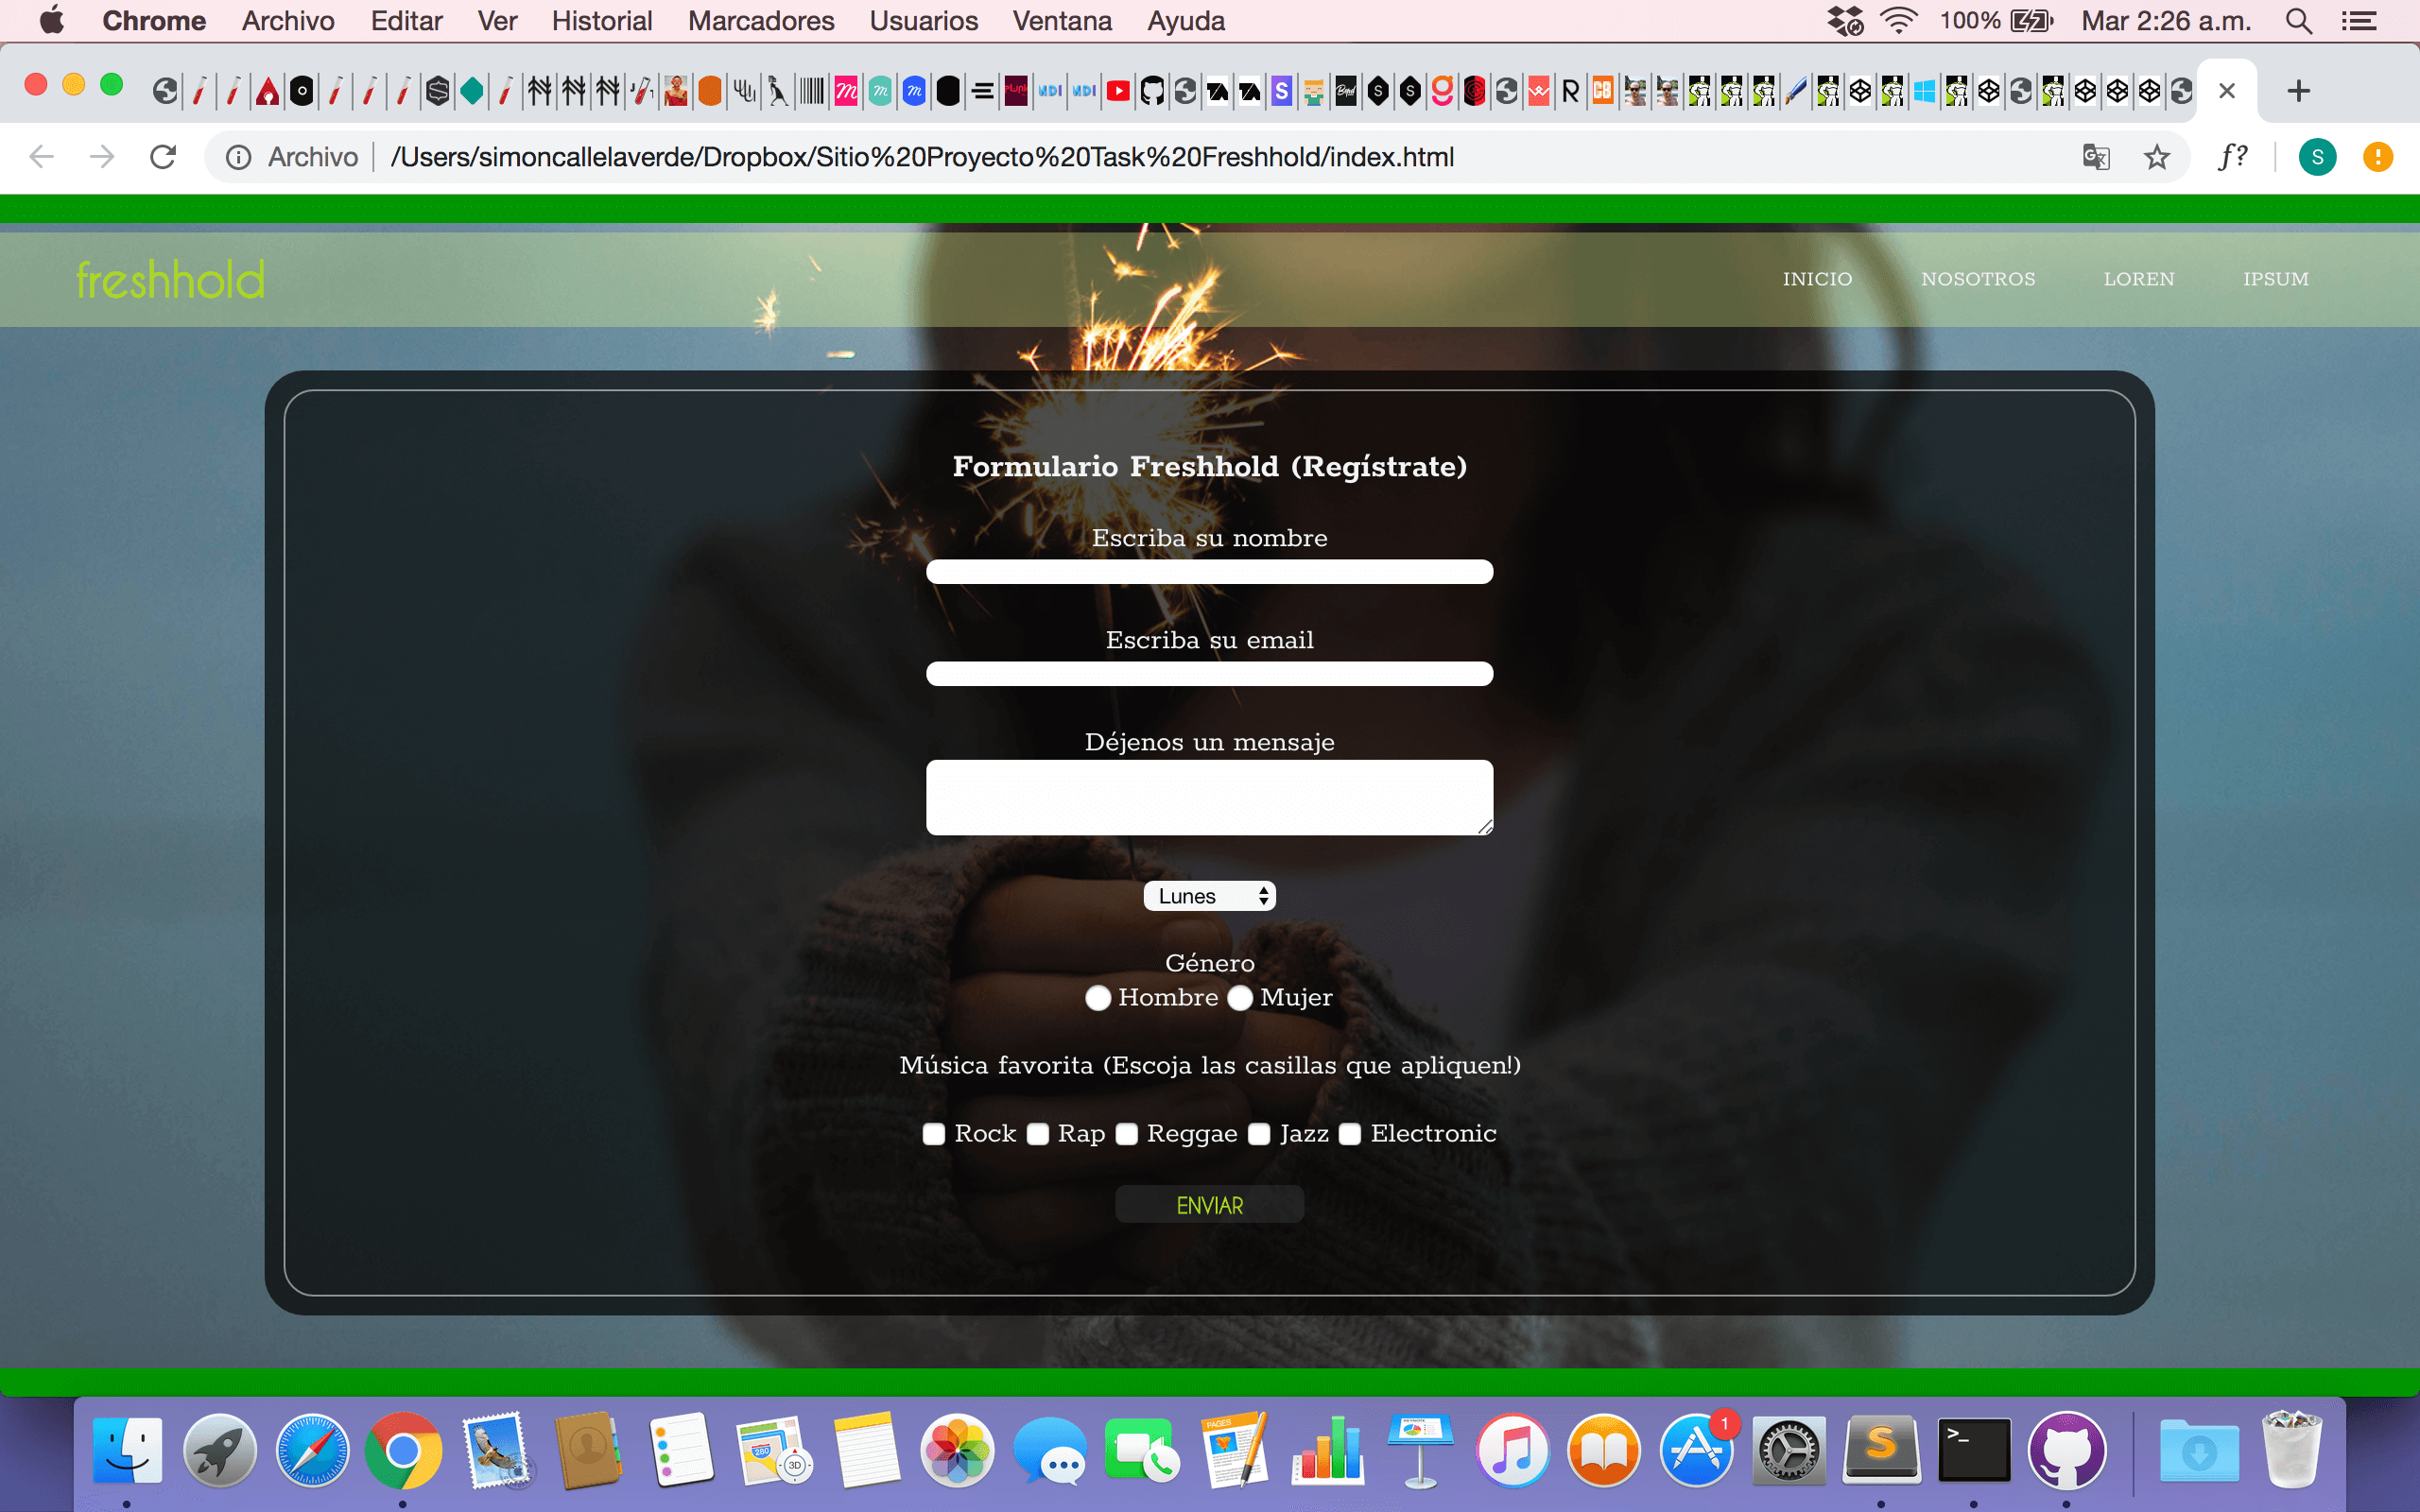 Chrome Archivo Editar Ver Historial Marcadores Usuarios Ventana Ayuda 100% Mar 2:26 a.m.
Archivo /Users/simoncallelaverde/Dropbox/Sitio%20Proyecto%20Task%20Freshhold/index.html f? S
freshhold INICIO NOSOTROS LOREN IPSUM
Formulario Freshhold (Regístrate)
Escriba su nombre
Escriba su email
Déjenos un mensaje
Lunes
Género
Hombre Mujer
Música favorita (Escoja las casillas que apliquen!)
Rock Rap Reggae Jazz Electronic
ENVIAR